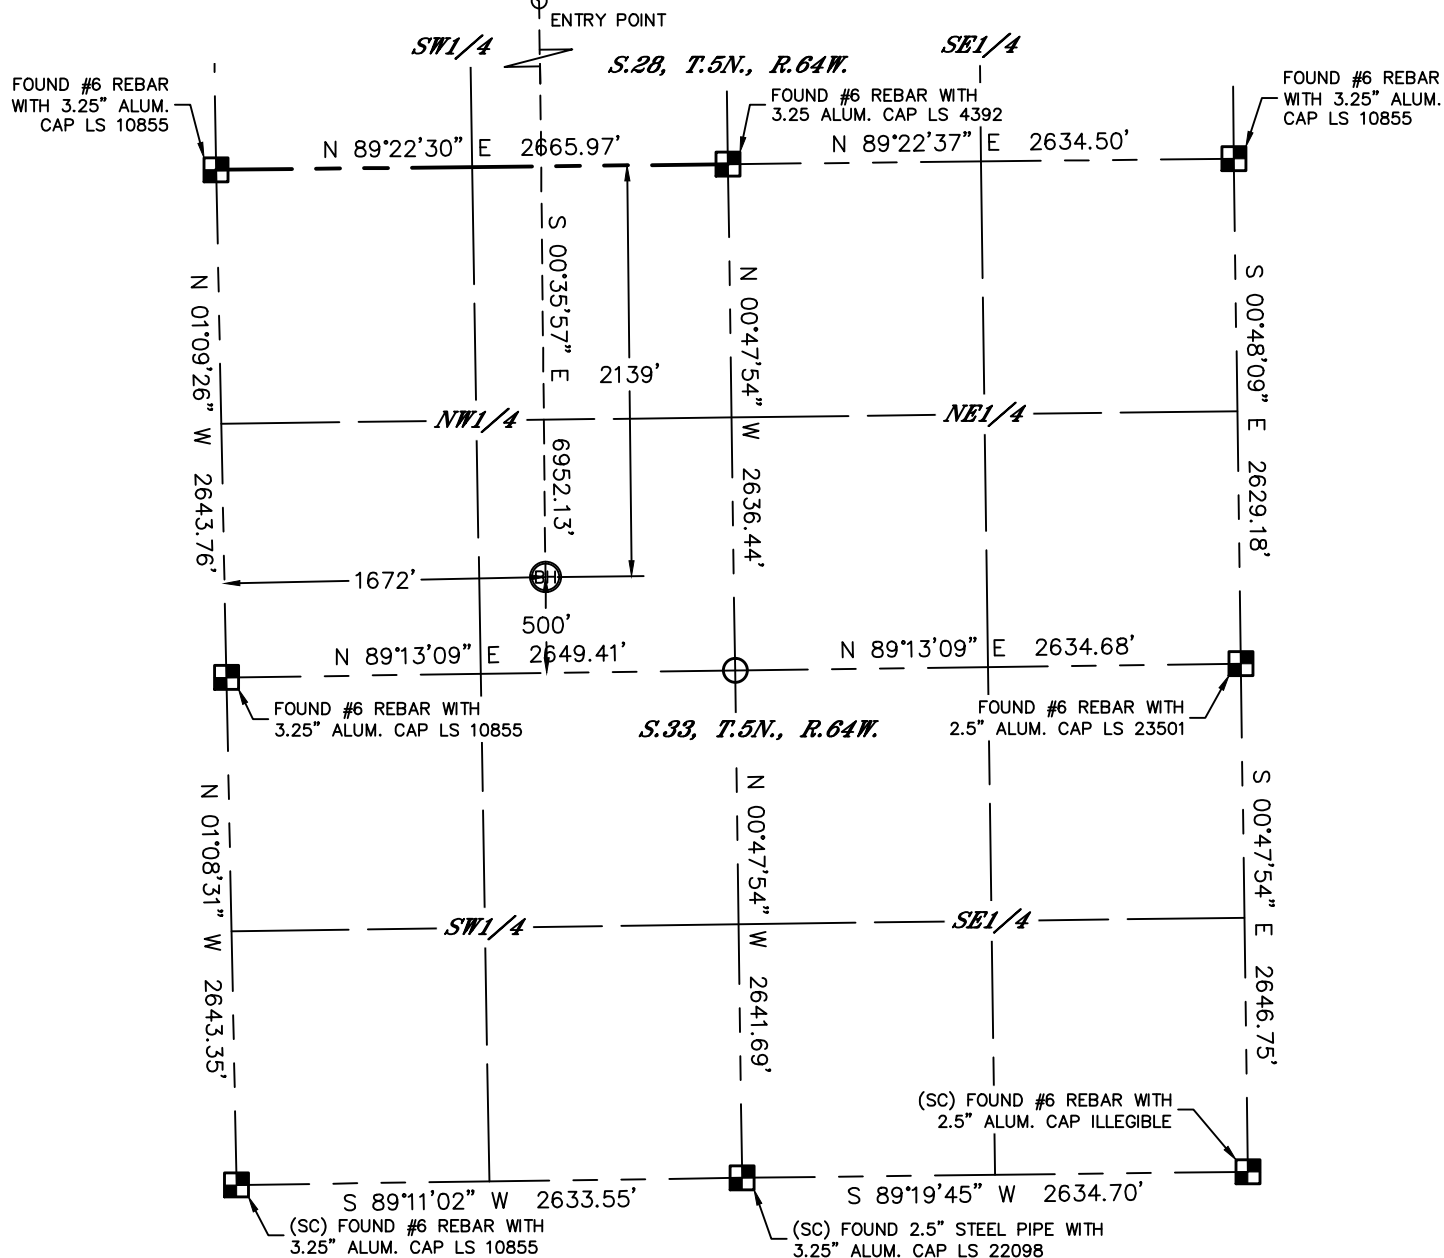 ENTRY POINT
SW1/4
SE1/4
S.28, T.5N., R.64W.
FOUND #6 REBAR
WITH 3.25" ALUM.
CAP LS 10855
FOUND #6 REBAR WITH
3.25 ALUM. CAP LS 4392
FOUND #6 REBAR
WITH 3.25" ALUM.
CAP LS 10855
N 89°22'30" E 2665.97'
N 89°22'37" E 2634.50'
N 01°09'26" W 2643.76'
S 00°35'57" E 6952.13'
2139'
N 00°47'54" W 2636.44'
S 00°48'09" E 2629.18'
NW1/4
NE1/4
1672'
BH
500'
N 89°13'09" E 2649.41'
N 89°13'09" E 2634.68'
FOUND #6 REBAR WITH
3.25" ALUM. CAP LS 10855
S.33, T.5N., R.64W.
FOUND #6 REBAR WITH
2.5" ALUM. CAP LS 23501
N 01°08'31" W 2643.35'
N 00°47'54" W 2641.69'
S 00°47'54" E 2646.75'
SW1/4
SE1/4
(SC) FOUND #6 REBAR WITH
2.5" ALUM. CAP ILLEGIBLE
S 89°11'02" W 2633.55'
S 89°19'45" W 2634.70'
(SC) FOUND #6 REBAR WITH
3.25" ALUM. CAP LS 10855
(SC) FOUND 2.5" STEEL PIPE WITH
3.25" ALUM. CAP LS 22098